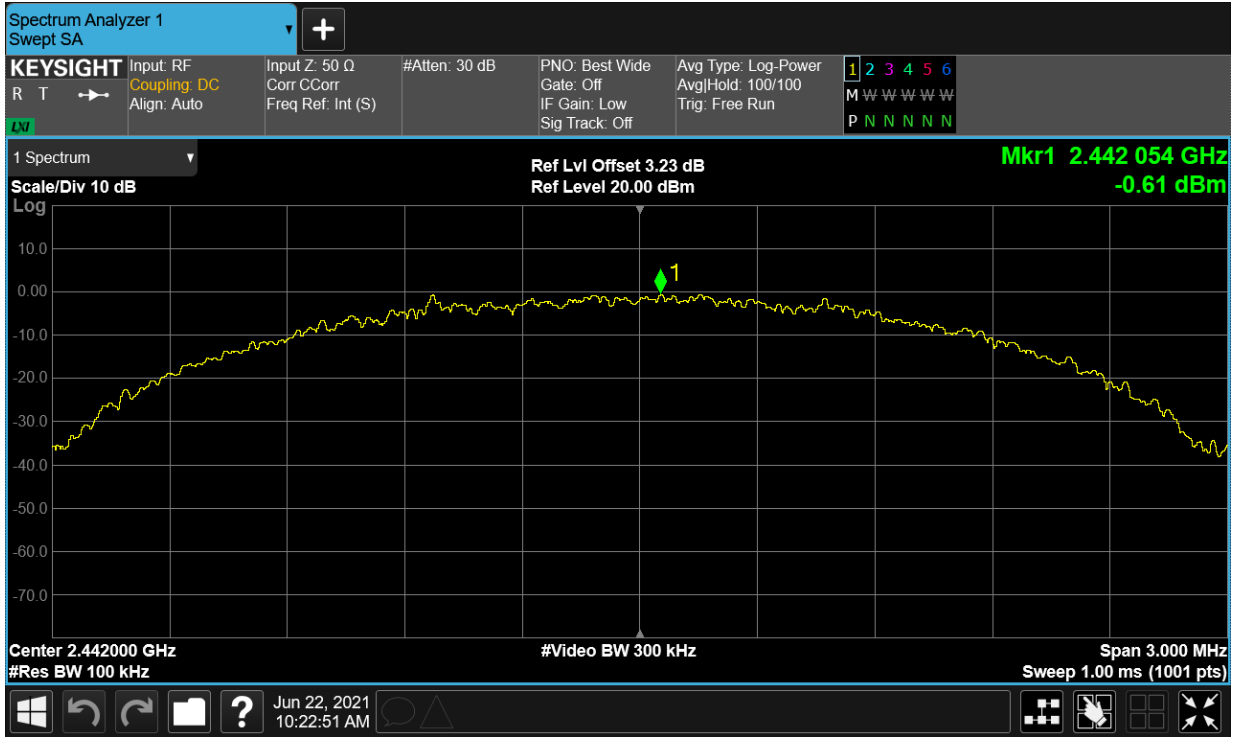 Spectrum Analyzer 1
Swept SA
KEYSIGHT
R T
LXI
Input: RF
Coupling: DC
Align: Auto
Input Z: 50 Ω
Corr CCorr
Freq Ref: Int (S)
#Atten: 30 dB
PNO: Best Wide
Gate: Off
IF Gain: Low
Sig Track: Off
Avg Type: Log-Power
Avg|Hold: 100/100
Trig: Free Run
1 2 3 4 5 6
M W W W W W
P N N N N N
1 Spectrum
Scale/Div 10 dB
Log
Ref Lvl Offset 3.23 dB
Ref Level 20.00 dBm
Mkr1 2.442 054 GHz
-0.61 dBm
10.0
0.00
-10.0
-20.0
-30.0
-40.0
-50.0
-60.0
-70.0
1
Center 2.442000 GHz
#Res BW 100 kHz
#Video BW 300 kHz
Span 3.000 MHz
Sweep 1.00 ms (1001 pts)
?
Jun 22, 2021
10:22:51 AM